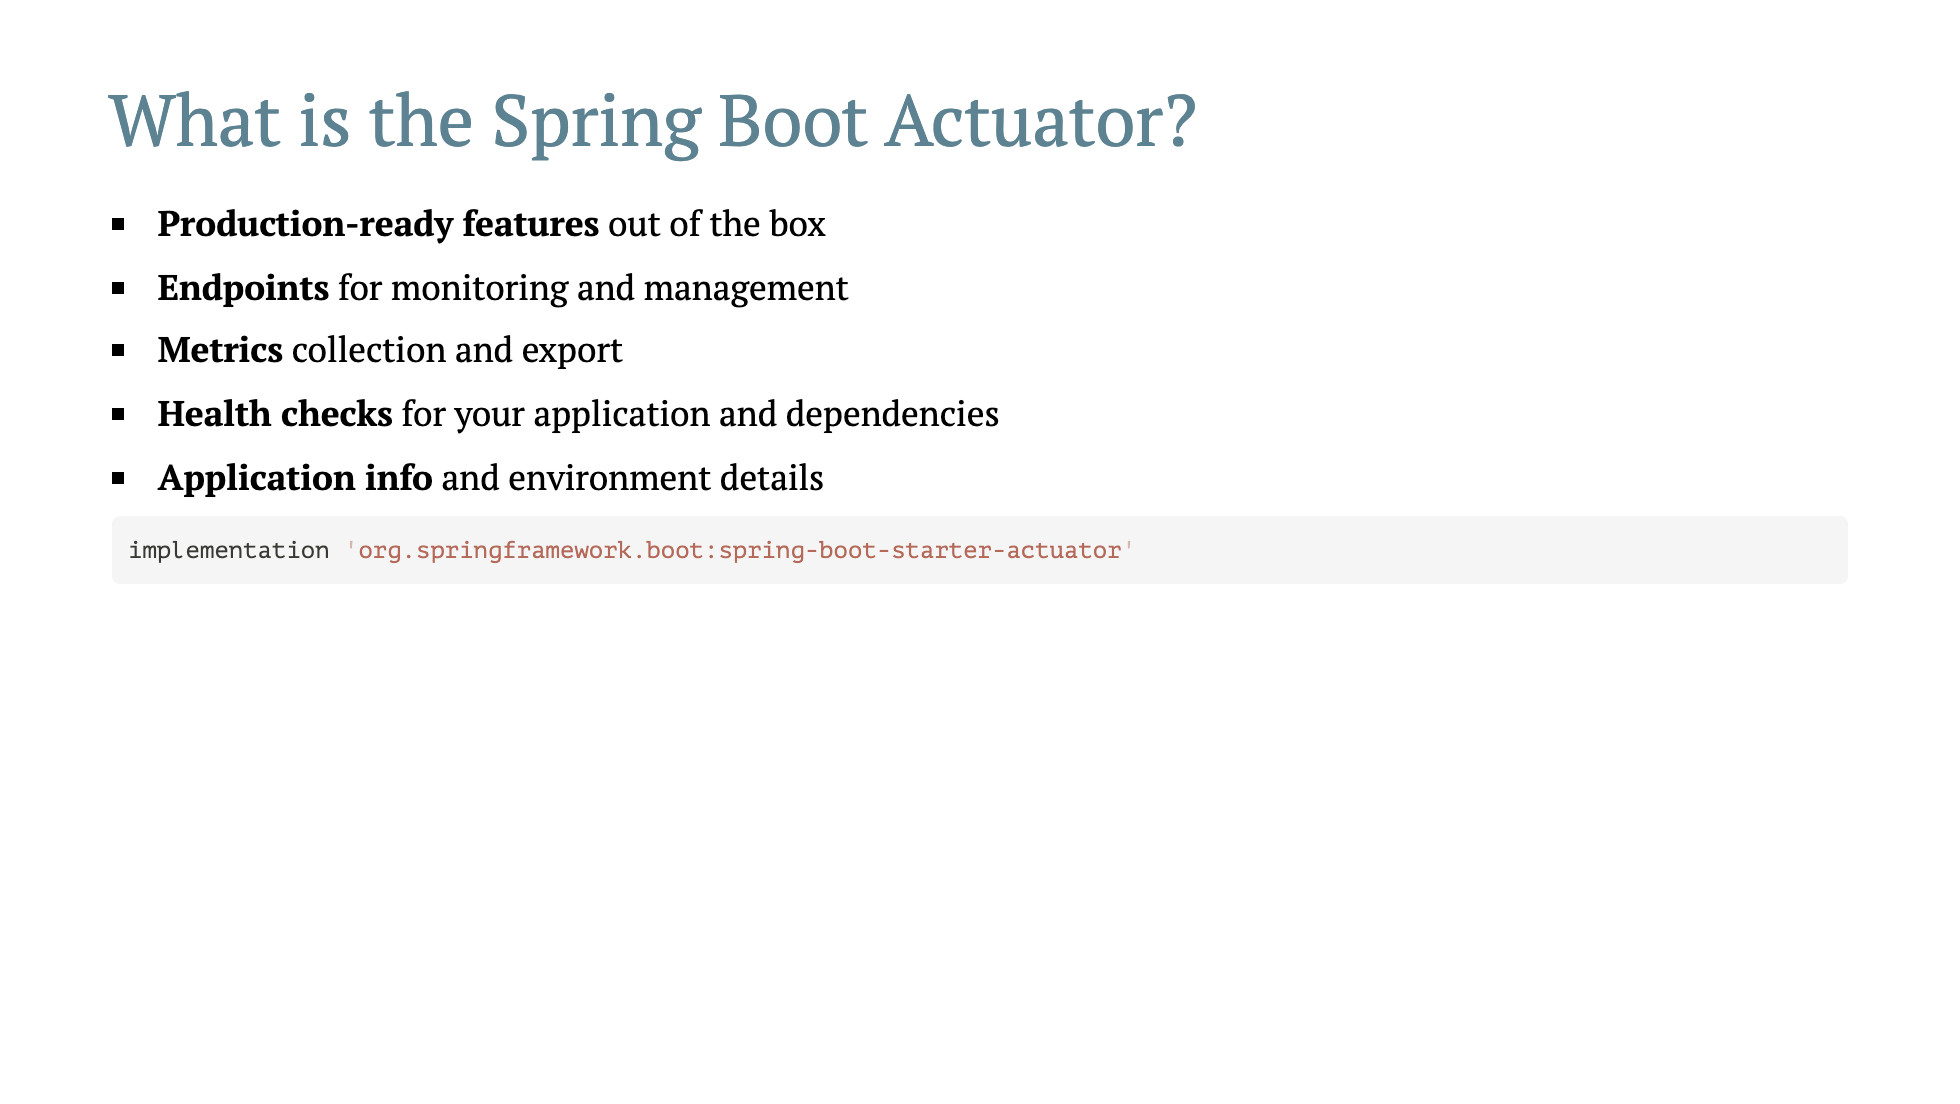 What is the Spring Boot Actuator?
Production-ready features out of the box
Endpoints for monitoring and management
Metrics collection and export
Health checks for your application and dependencies
Application info and environment details
implementation 'org.springframework.boot:spring-boot-starter-actuator'